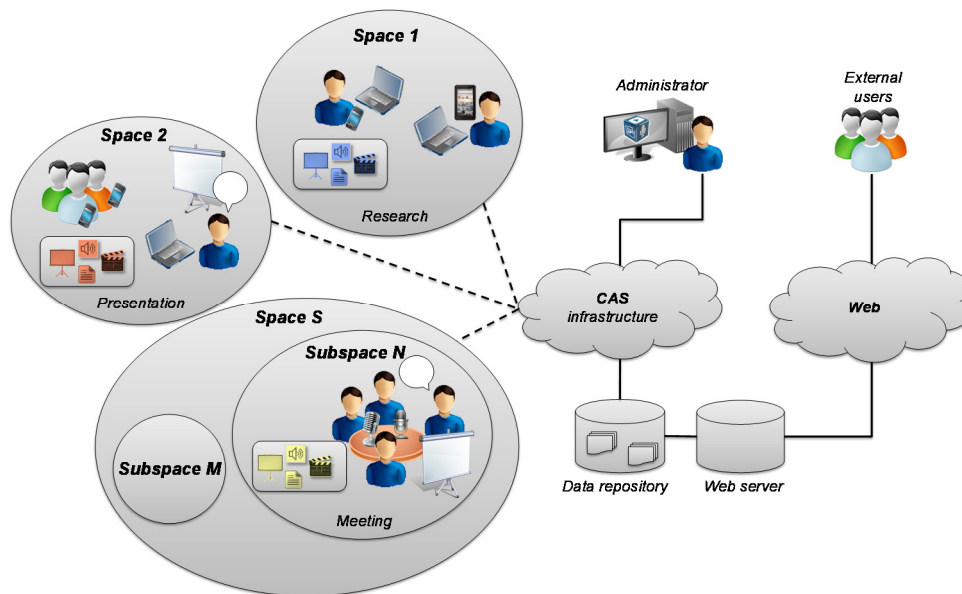 Space 1
Research
Space 2
Presentation
Space S
Subspace N
Meeting
Subspace M
Administrator
External
users
CAS
infrastructure
Web
Data repository
Web server